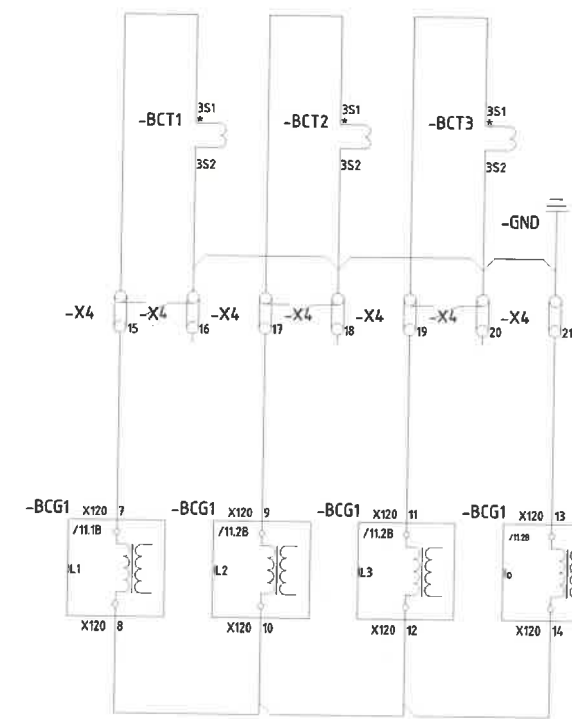 3S1 3S1 3S1
-BCT1 * -BCT2 * -BCT3 *
3S2 3S2 3S2
-GND
-X4 15 -X4 16 -X4 17 -X4 18 -X4 19 -X4 20 -X4 21
-BCG1 X120 7 -BCG1 X120 9 -BCG1 X120 11 -BCG1 X120 13
/11.1B /11.2B /11.2B /11.2B
IL1 IL2 IL3 Io
X120 8 X120 10 X120 12 X120 14